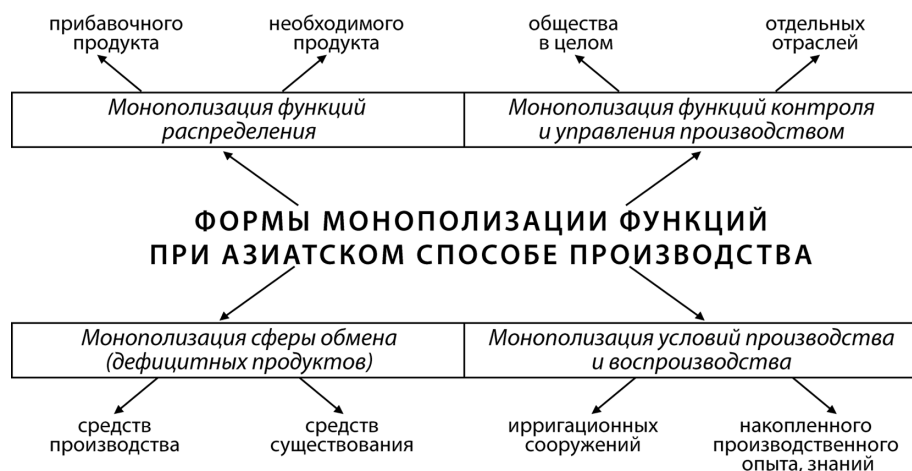 прибавочного
продукта
необходимого
продукта
общества
в целом
отдельных
отраслей
Монополизация функций
распределения
Монополизация функций контроля
и управления производством
ФОРМЫ МОНОПОЛИЗАЦИИ ФУНКЦИЙ
ПРИ АЗИАТСКОМ СПОСОБЕ ПРОИЗВОДСТВА
Монополизация сферы обмена
(дефицитных продуктов)
Монополизация условий производства
и воспроизводства
средств
производства
средств
существования
ирригационных
сооружений
накопленного
производственного
опыта, знаний